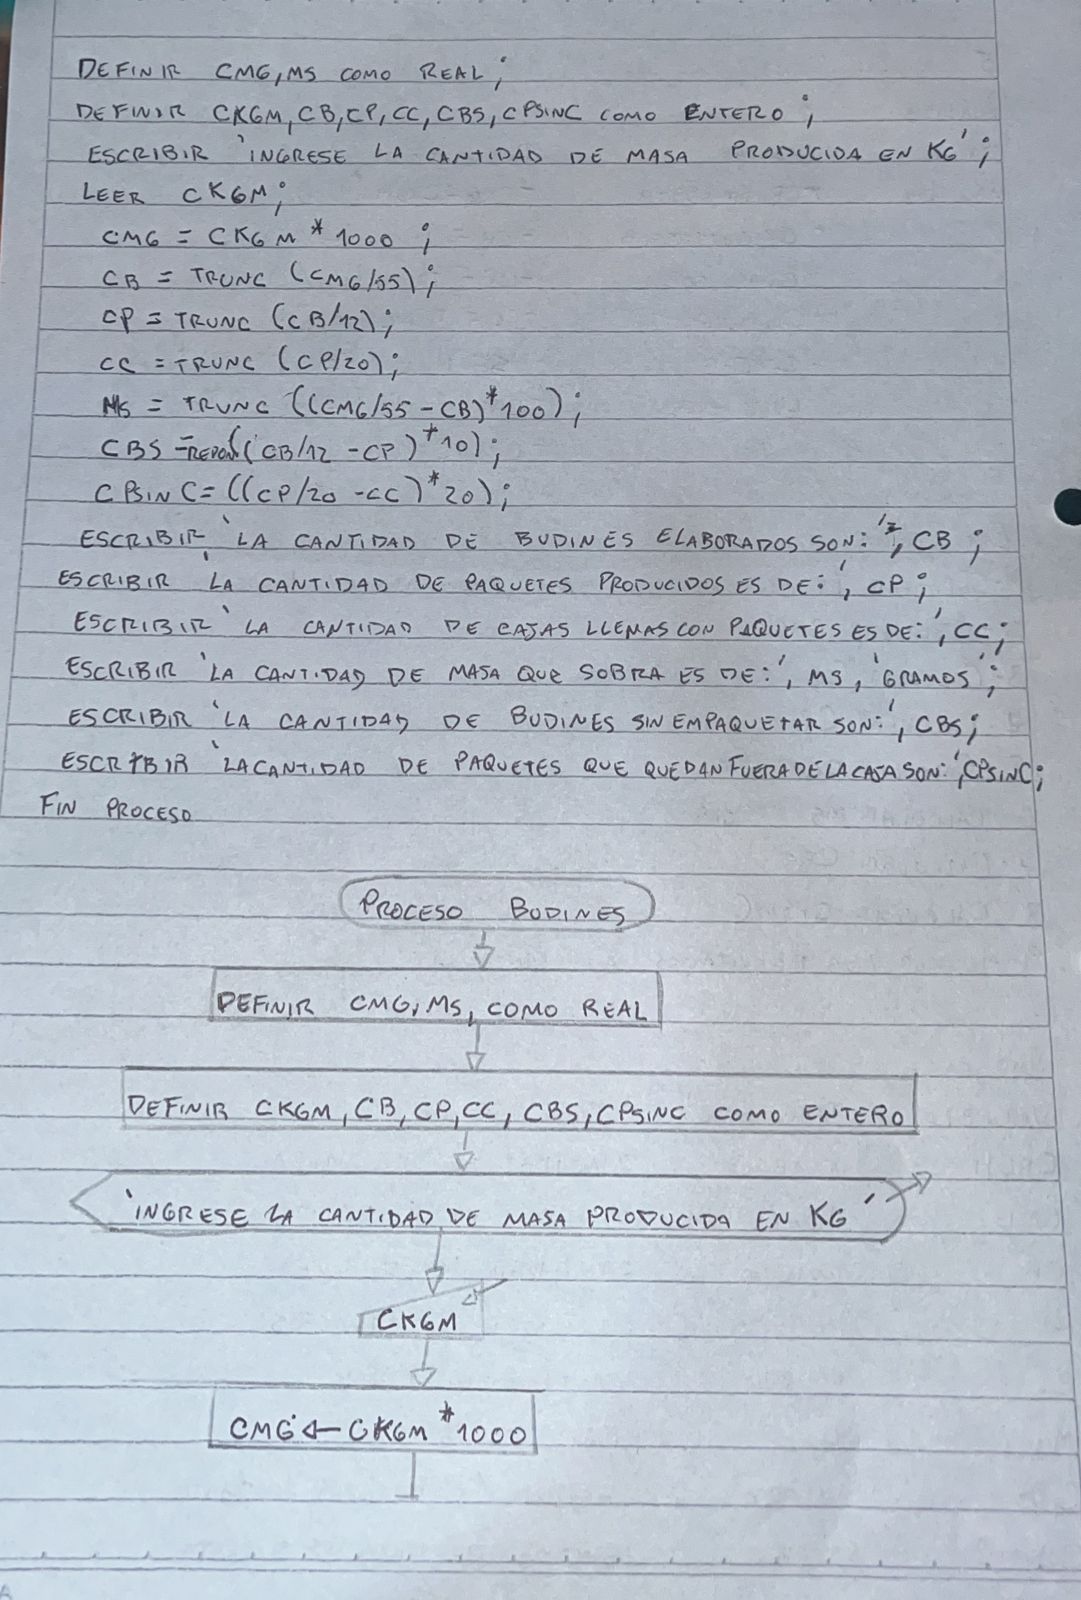 DEFINIR CMG, MS COMO REAL;
DEFINIR CKGM, CB, CP, CC, CBS, CPSINC COMO ENTERO;
ESCRIBIR 'INGRESE LA CANTIDAD DE MASA PRODUCIDA EN KG';
LEER CKGM;
CMG = CKGM * 1000;
CB = TRUNC (CMG/55);
CP = TRUNC (CB/12);
CC = TRUNC (CP/20);
MS = TRUNC ((CMG/55 - CB)*100);
CBS = ((CB/12 - CP)*10);
CPSINC = ((CP/20 - CC)*20);
ESCRIBIR 'LA CANTIDAD DE BUDINES ELABORADOS SON:', CB;
ESCRIBIR 'LA CANTIDAD DE PAQUETES PRODUCIDOS ES DE:', CP;
ESCRIBIR 'LA CANTIDAD DE CAJAS LLENAS CON PAQUETES ES DE:', CC;
ESCRIBIR 'LA CANTIDAD DE MASA QUE SOBRA ES DE:', MS, 'GRAMOS';
ESCRIBIR 'LA CANTIDAD DE BUDINES SIN EMPAQUETAR SON:', CBS;
ESCRIBIR 'LA CANTIDAD DE PAQUETES QUE QUEDAN FUERA DE LA CAJA SON:', CPSINC;
FIN PROCESO
PROCESO BUDINES
DEFINIR CMG, MS, COMO REAL
DEFINIR CKGM, CB, CP, CC, CBS, CPSINC COMO ENTERO
'INGRESE LA CANTIDAD DE MASA PRODUCIDA EN KG'
CKGM
CMG ← CKGM * 1000